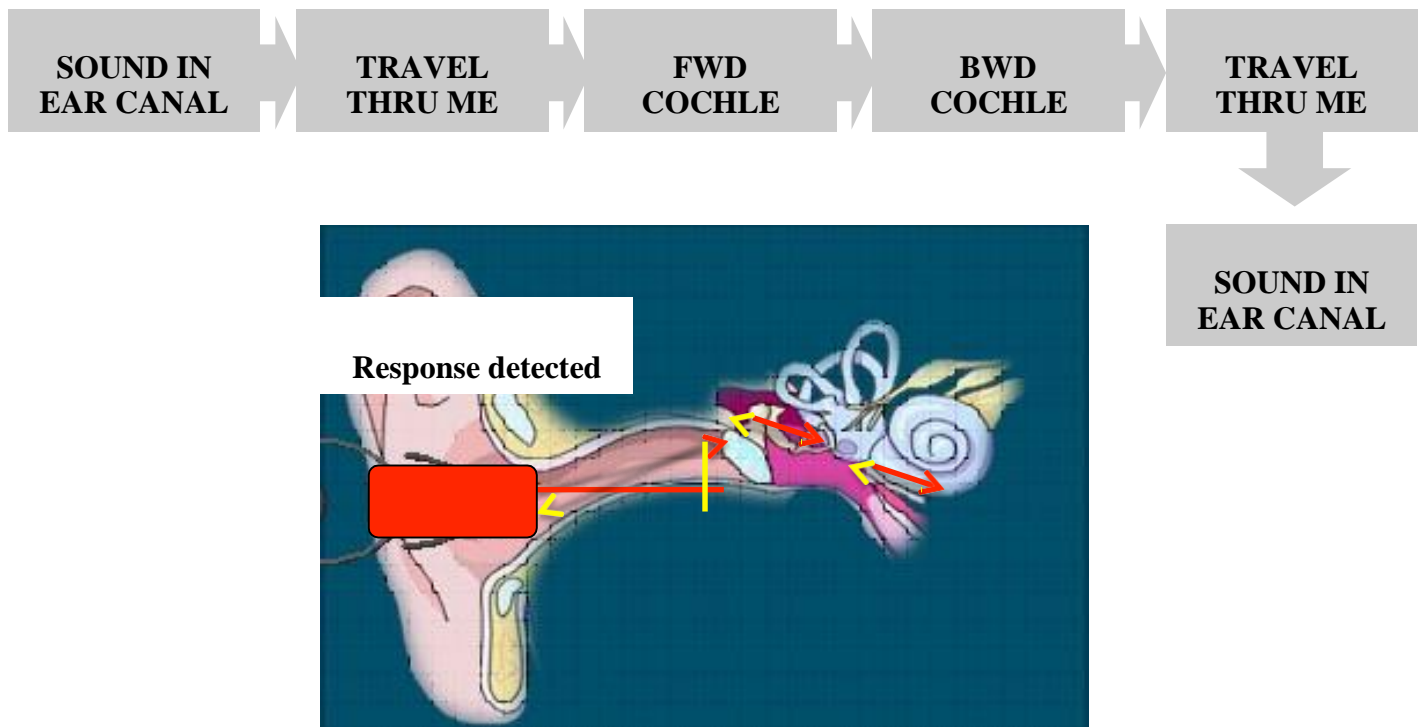 SOUND IN
EAR CANAL
TRAVEL
THRU ME
FWD
COCHLE
BWD
COCHLE
TRAVEL
THRU ME
SOUND IN
EAR CANAL
Response detected